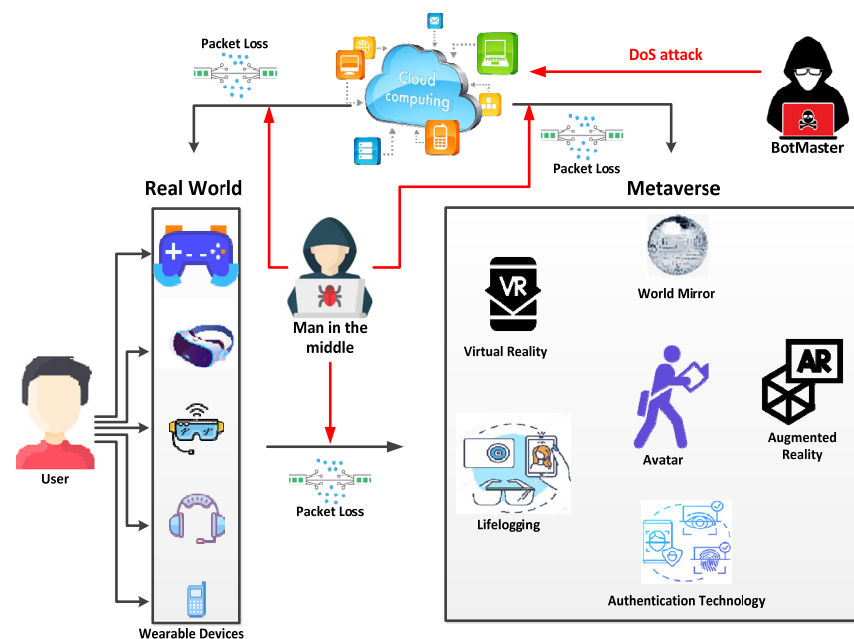 Packet Loss
Cloud
computing
DoS attack
BotMaster
Packet Loss
Real World
Metaverse
World Mirror
VR
Virtual Reality
Man in the
middle
AR
Augmented
Reality
Avatar
User
Packet Loss
Lifelogging
Authentication Technology
Wearable Devices